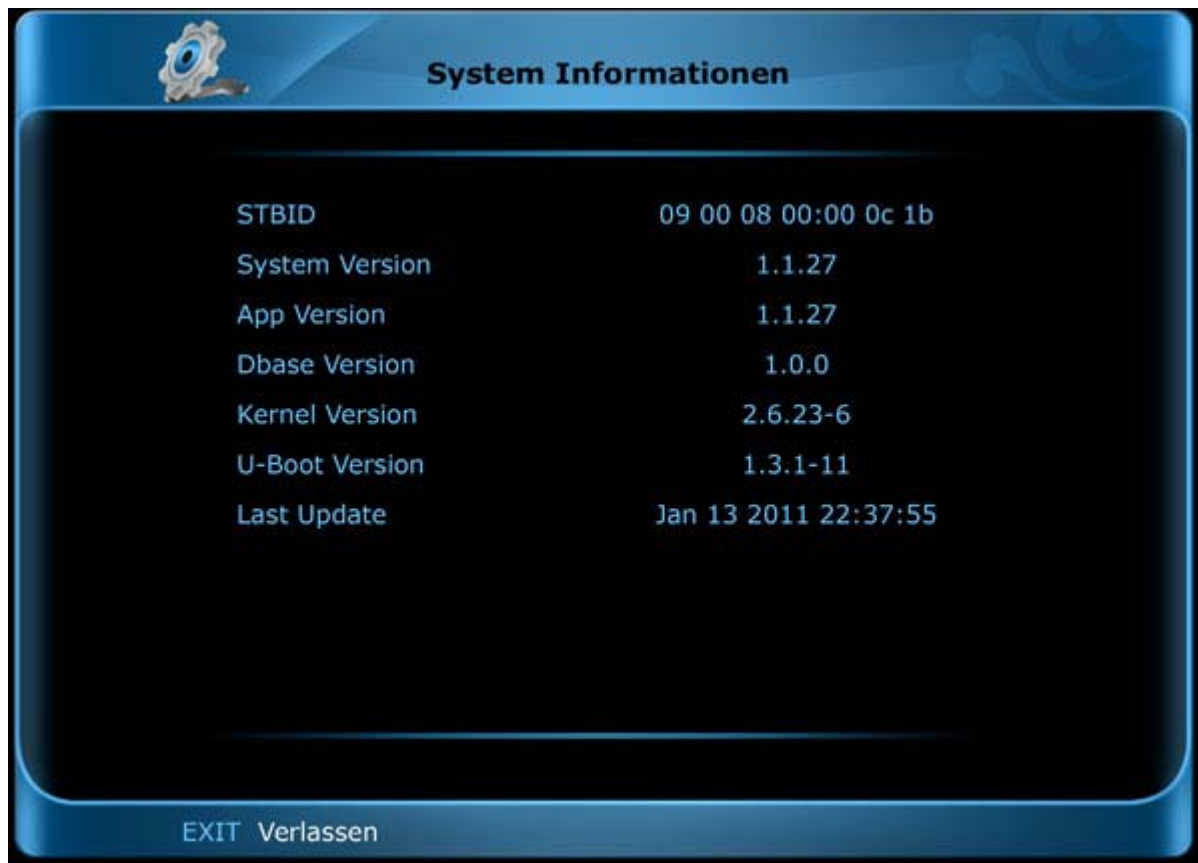 System Informationen
STBID 09 00 08 00:00 0c 1b
System Version 1.1.27
App Version 1.1.27
Dbase Version 1.0.0
Kernel Version 2.6.23-6
U-Boot Version 1.3.1-11
Last Update Jan 13 2011 22:37:55
EXIT Verlassen